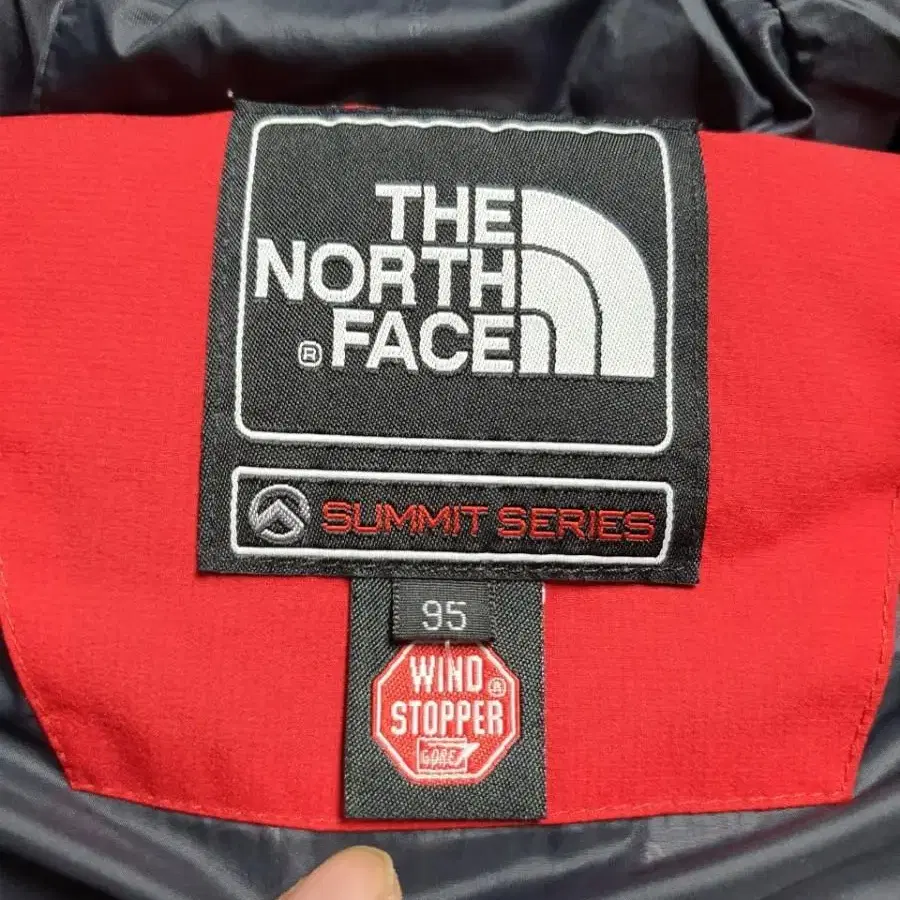 THE
NORTH
® FACE
SUMMIT SERIES
95
WIND ®
STOPPER
GORE